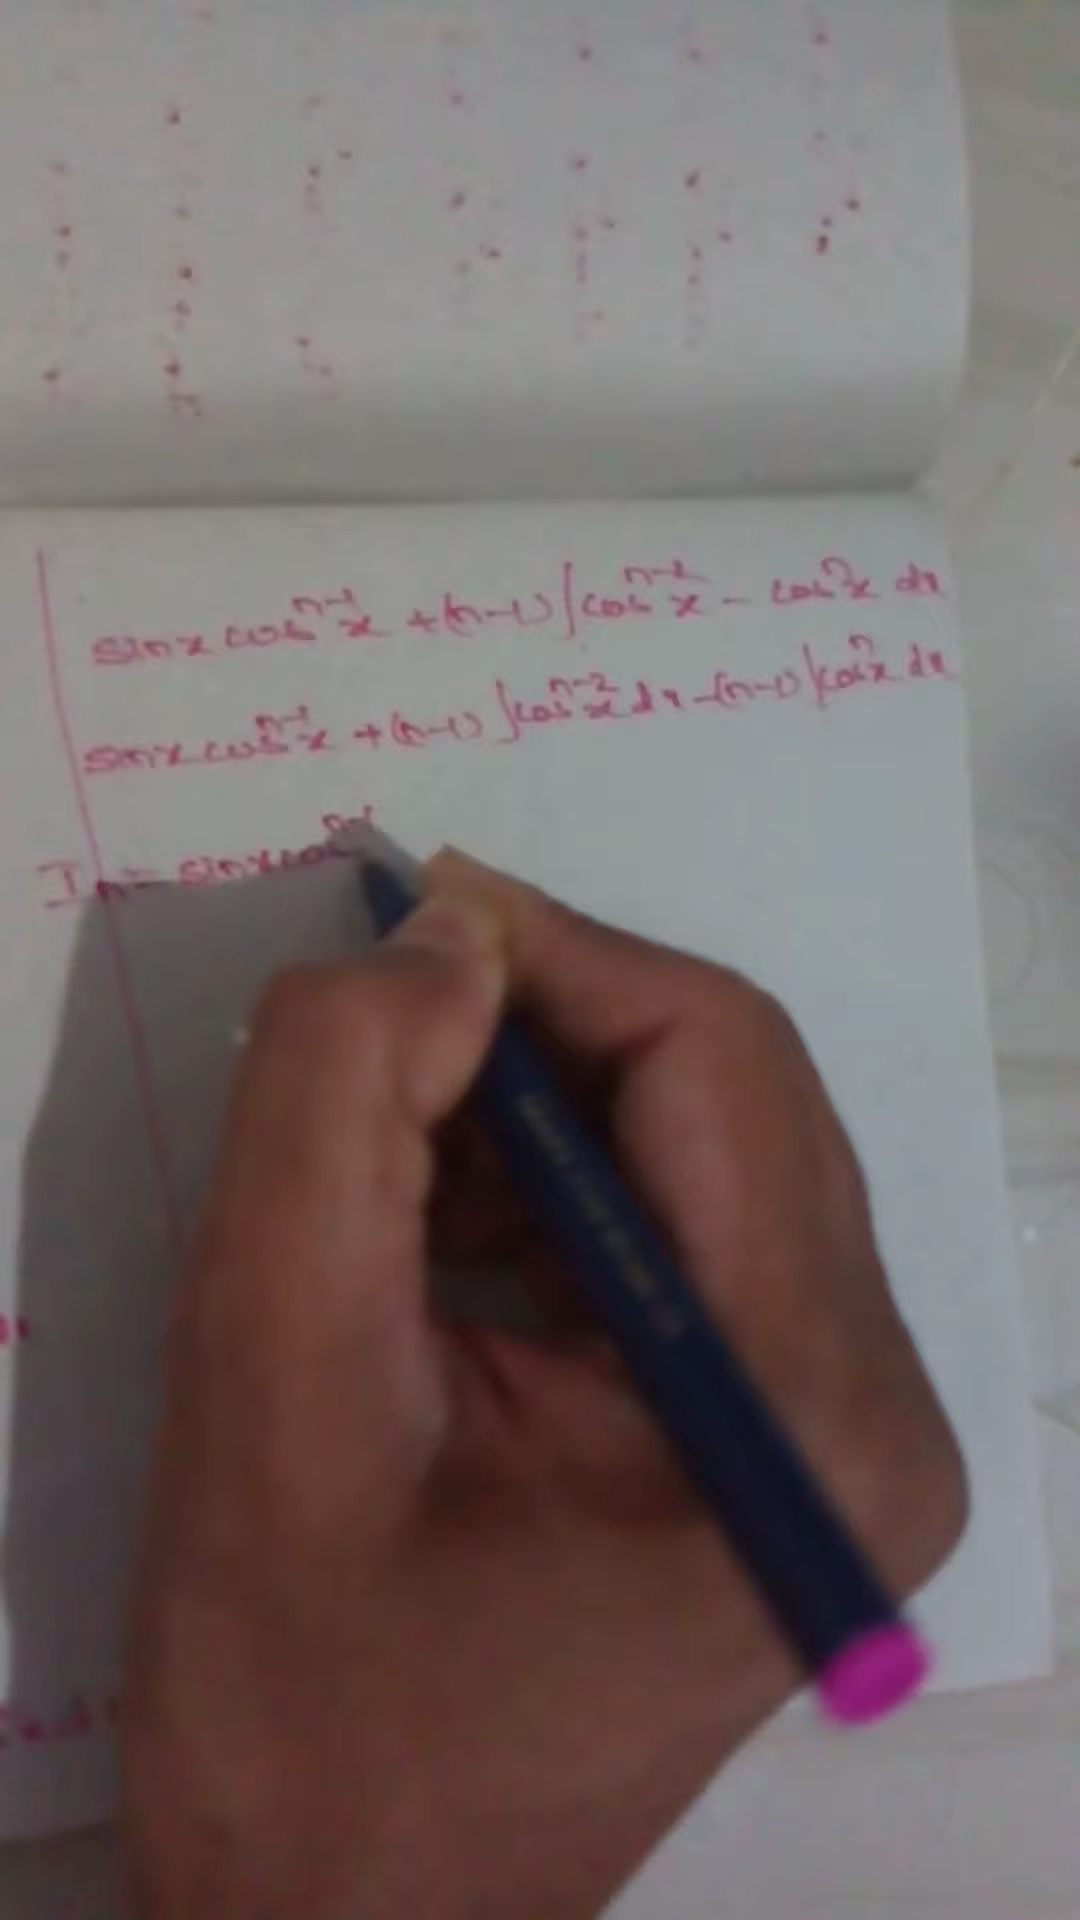 sinx cos^{n-1}x + (n-1) ∫cos^{n-2}x - cos^n x dx
sinx cos^{n-1}x + (n-1) ∫cos^{n-2}x dx - (n-1) ∫cos^n x dx
I n = sinx cos^{n-1}